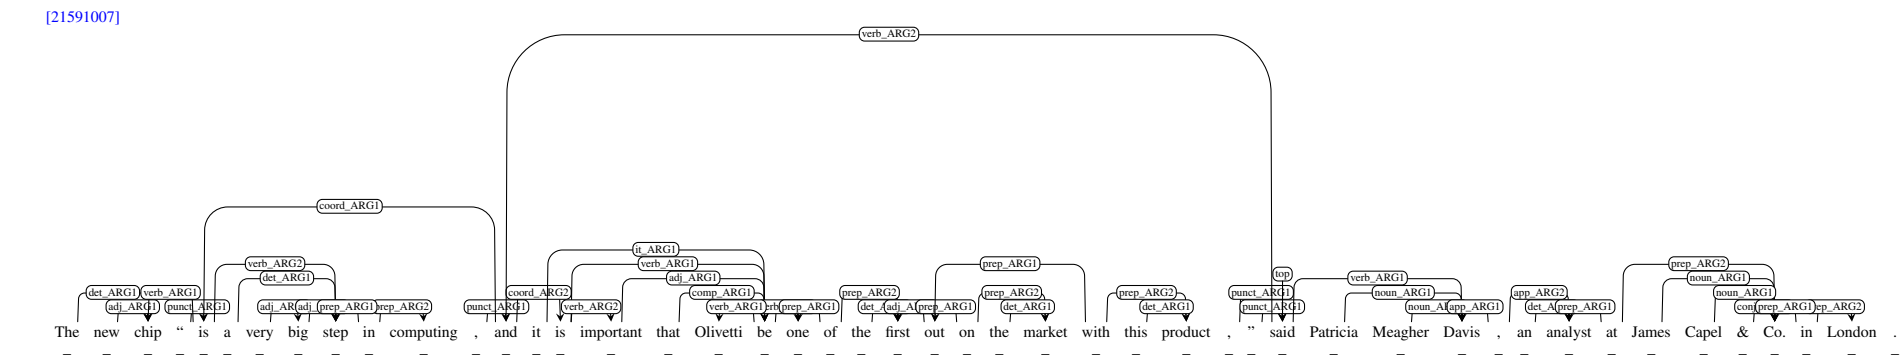 [21591007]
verb_ARG2
coord_ARG1
it_ARG1
verb_ARG2 verb_ARG1 prep_ARG1 prep_ARG2
top
det_ARG1 adj_ARG1 verb_ARG1 noun_ARG1
det_ARG1 verb_ARG1 coord_ARG2 comp_ARG1 prep_ARG2 prep_ARG2 prep_ARG2 punct_ARG1 noun_ARG1 app_ARG2 noun_ARG1
adj_ARG1 punct_ARG1 prep_ARG1 punct_ARG1 verb_ARG2 verb_ARG1 prep_ARG1 prep_ARG1 det_ARG1 det_ARG1 punct_ARG1 app_ARG1 prep_ARG1 prep_ARG1
The new chip “ is a very big step in computing , and it is important that Olivetti be one of the first out on the market with this product , ” said Patricia Meagher Davis , an analyst at James Capel & Co. in London .